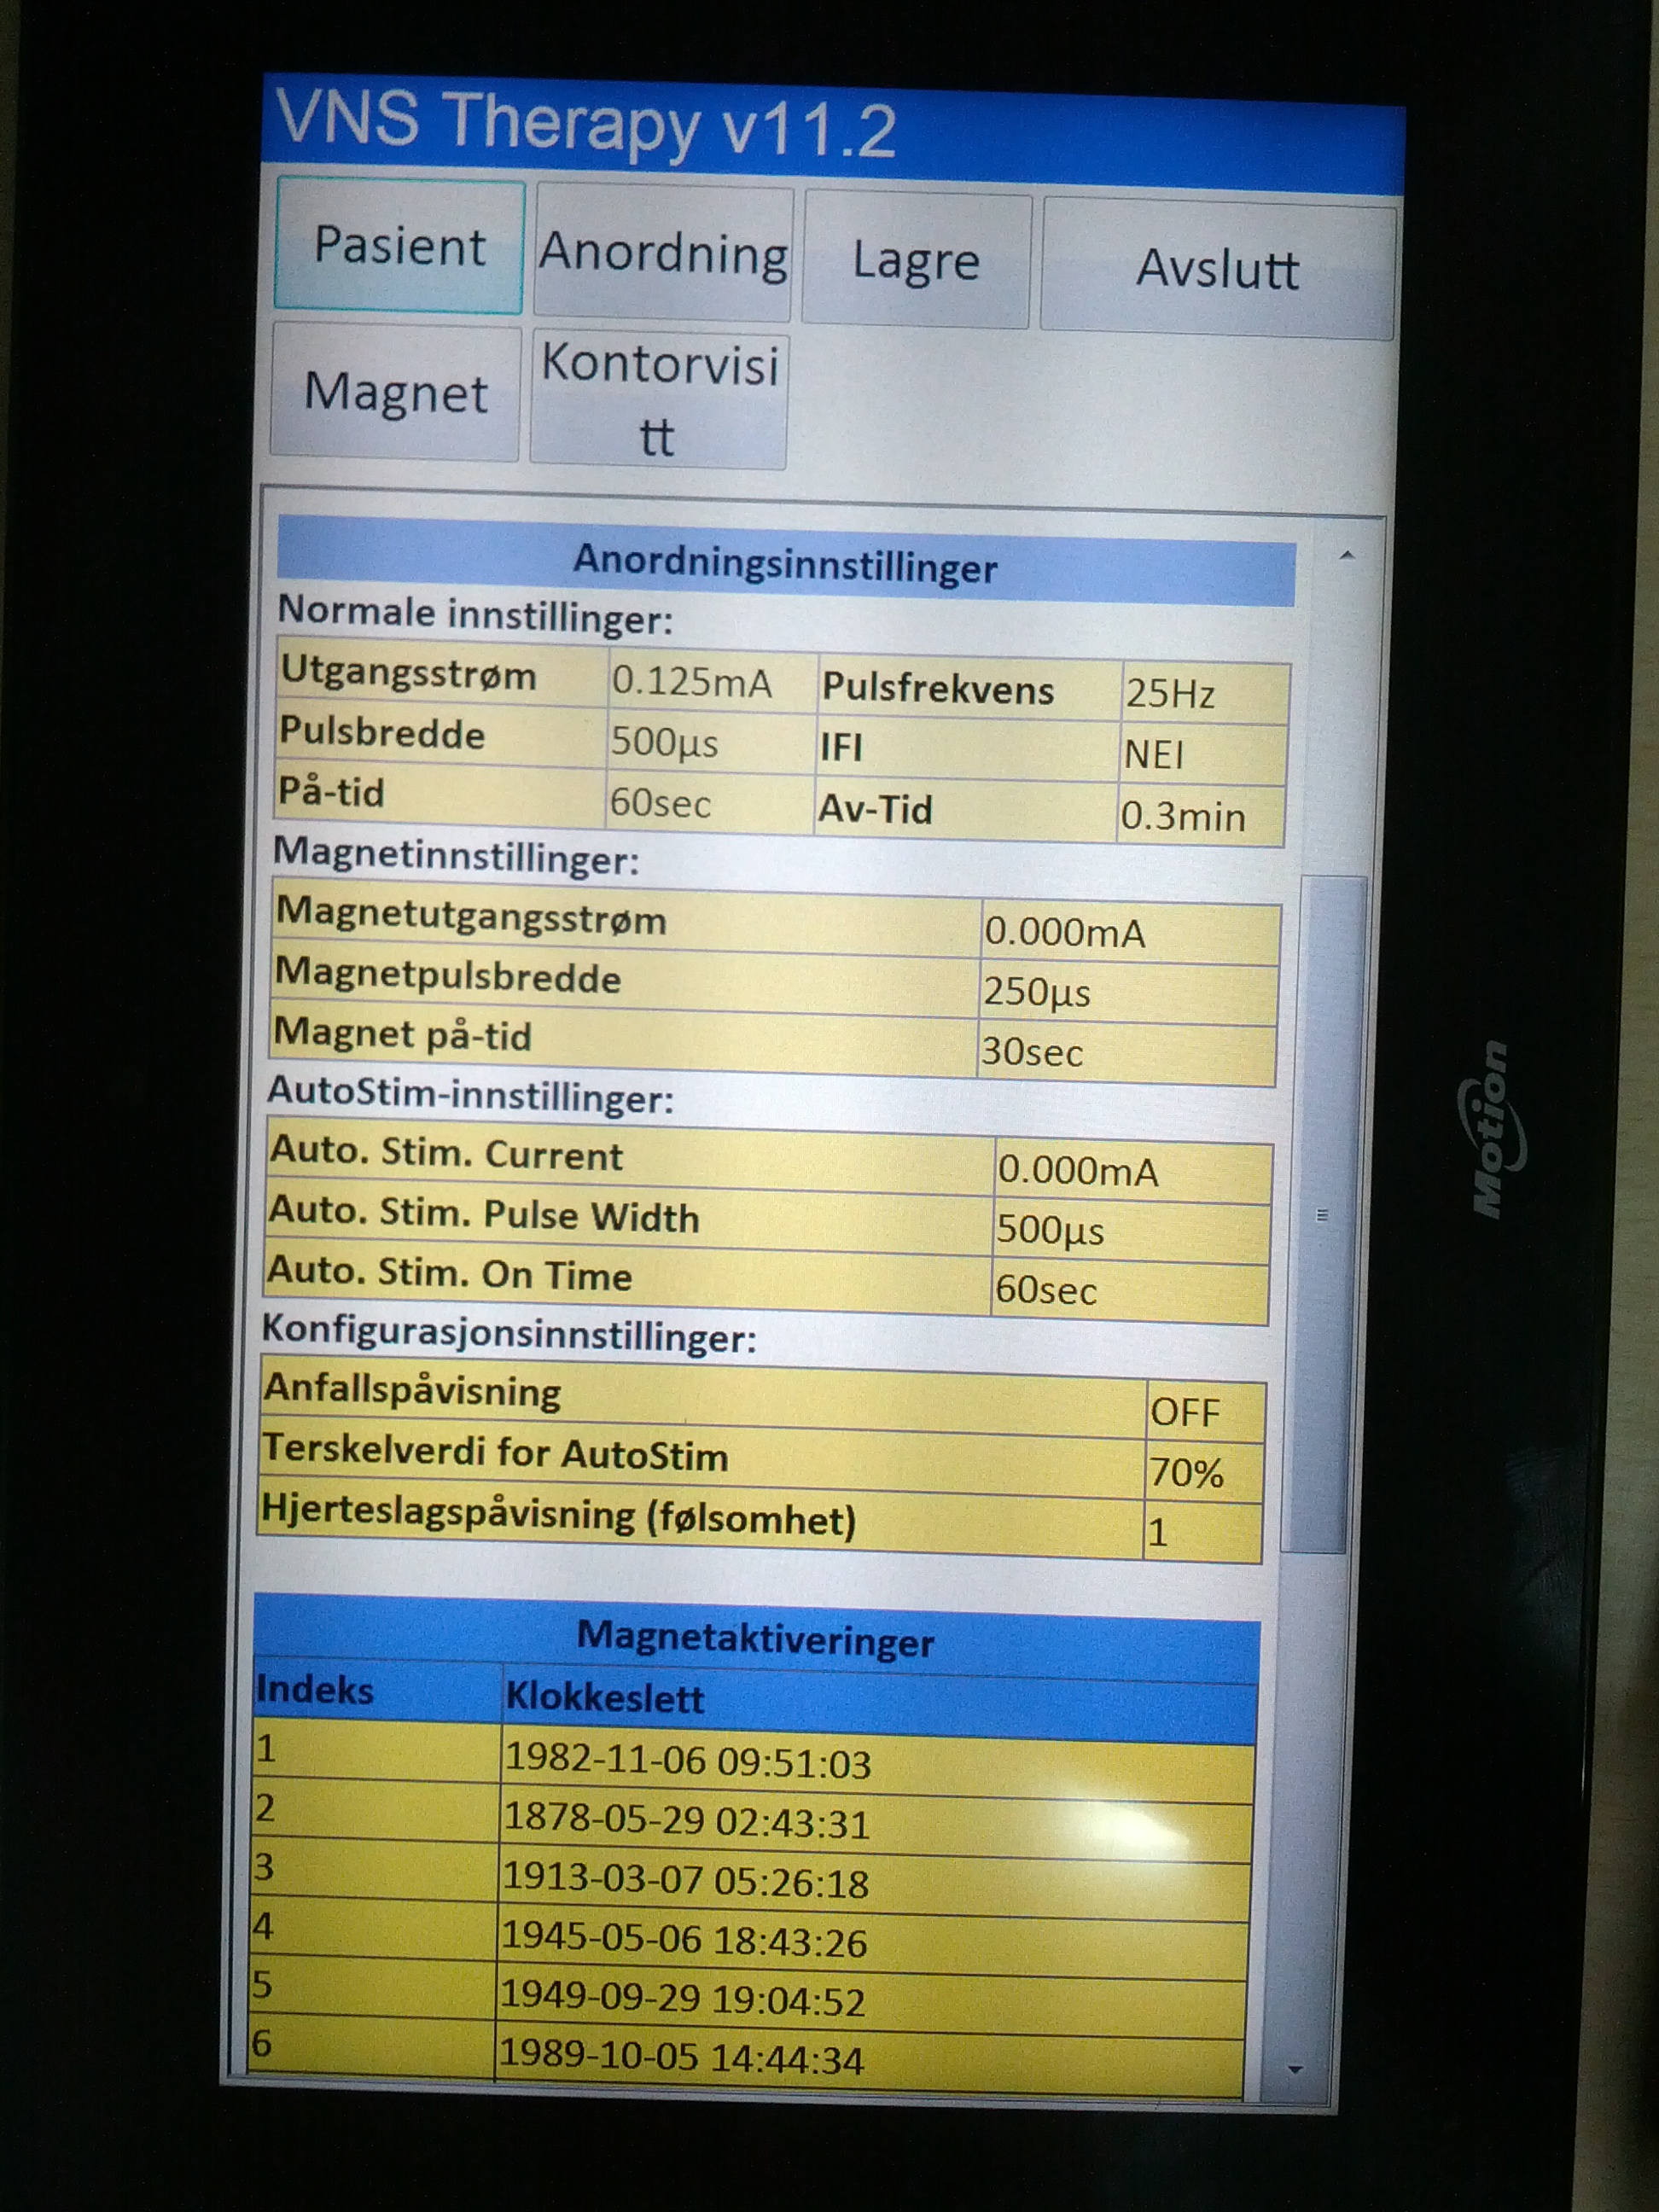 VNS Therapy v11.2
Pasient Anordning Lagre Avslutt
Magnet Kontorvisi
tt
Anordningsinnstillinger
Normale innstillinger:
Utgangsstrøm 0.125mA Pulsfrekvens 25Hz
Pulsbredde 500µs IFI NEI
På-tid 60sec Av-Tid 0.3min
Magnetinnstillinger:
Magnetutgangsstrøm 0.000mA
Magnetpulsbredde 250µs
Magnet på-tid 30sec
AutoStim-innstillinger:
Auto. Stim. Current 0.000mA
Auto. Stim. Pulse Width 500µs
Auto. Stim. On Time 60sec
Konfigurasjonsinnstillinger:
Anfallspåvisning OFF
Terskelverdi for AutoStim 70%
Hjerteslagspåvisning (følsomhet) 1
Magnetaktiveringer
Indeks Klokkeslett
1 1982-11-06 09:51:03
2 1878-05-29 02:43:31
3 1913-03-07 05:26:18
4 1945-05-06 18:43:26
5 1949-09-29 19:04:52
6 1989-10-05 14:44:34
Motion